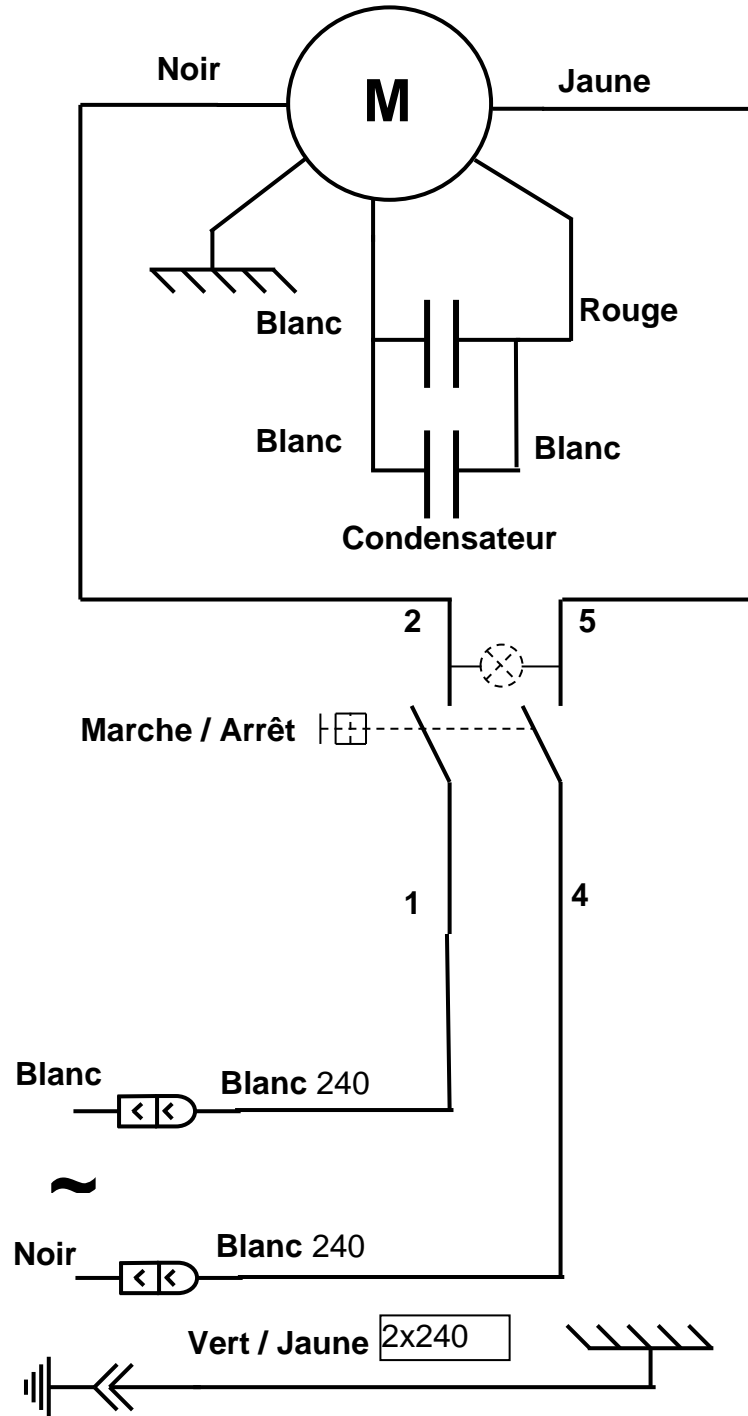 Noir
M
Jaune
Blanc
Rouge
Blanc
Blanc
Condensateur
2
5
Marche / Arrêt
1
4
Blanc
Blanc 240
~
Noir
Blanc 240
Vert / Jaune 2x240